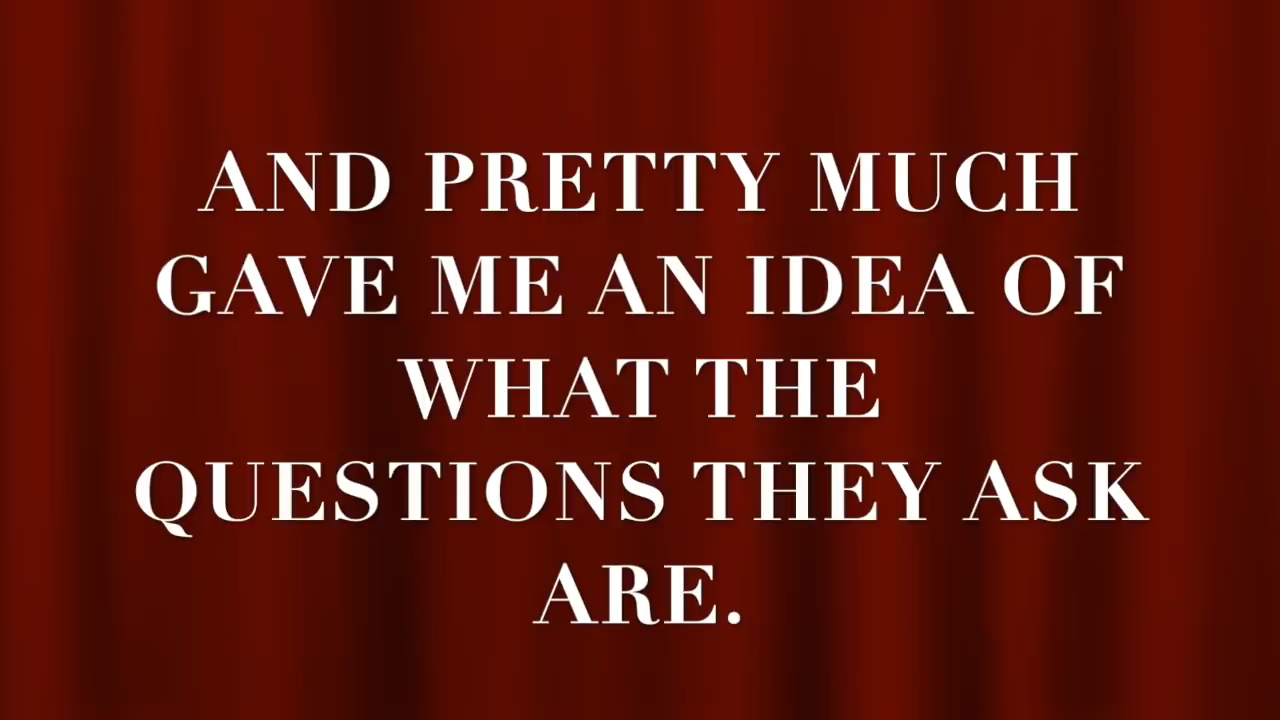 AND PRETTY MUCH
GAVE ME AN IDEA OF
WHAT THE
QUESTIONS THEY ASK
ARE.